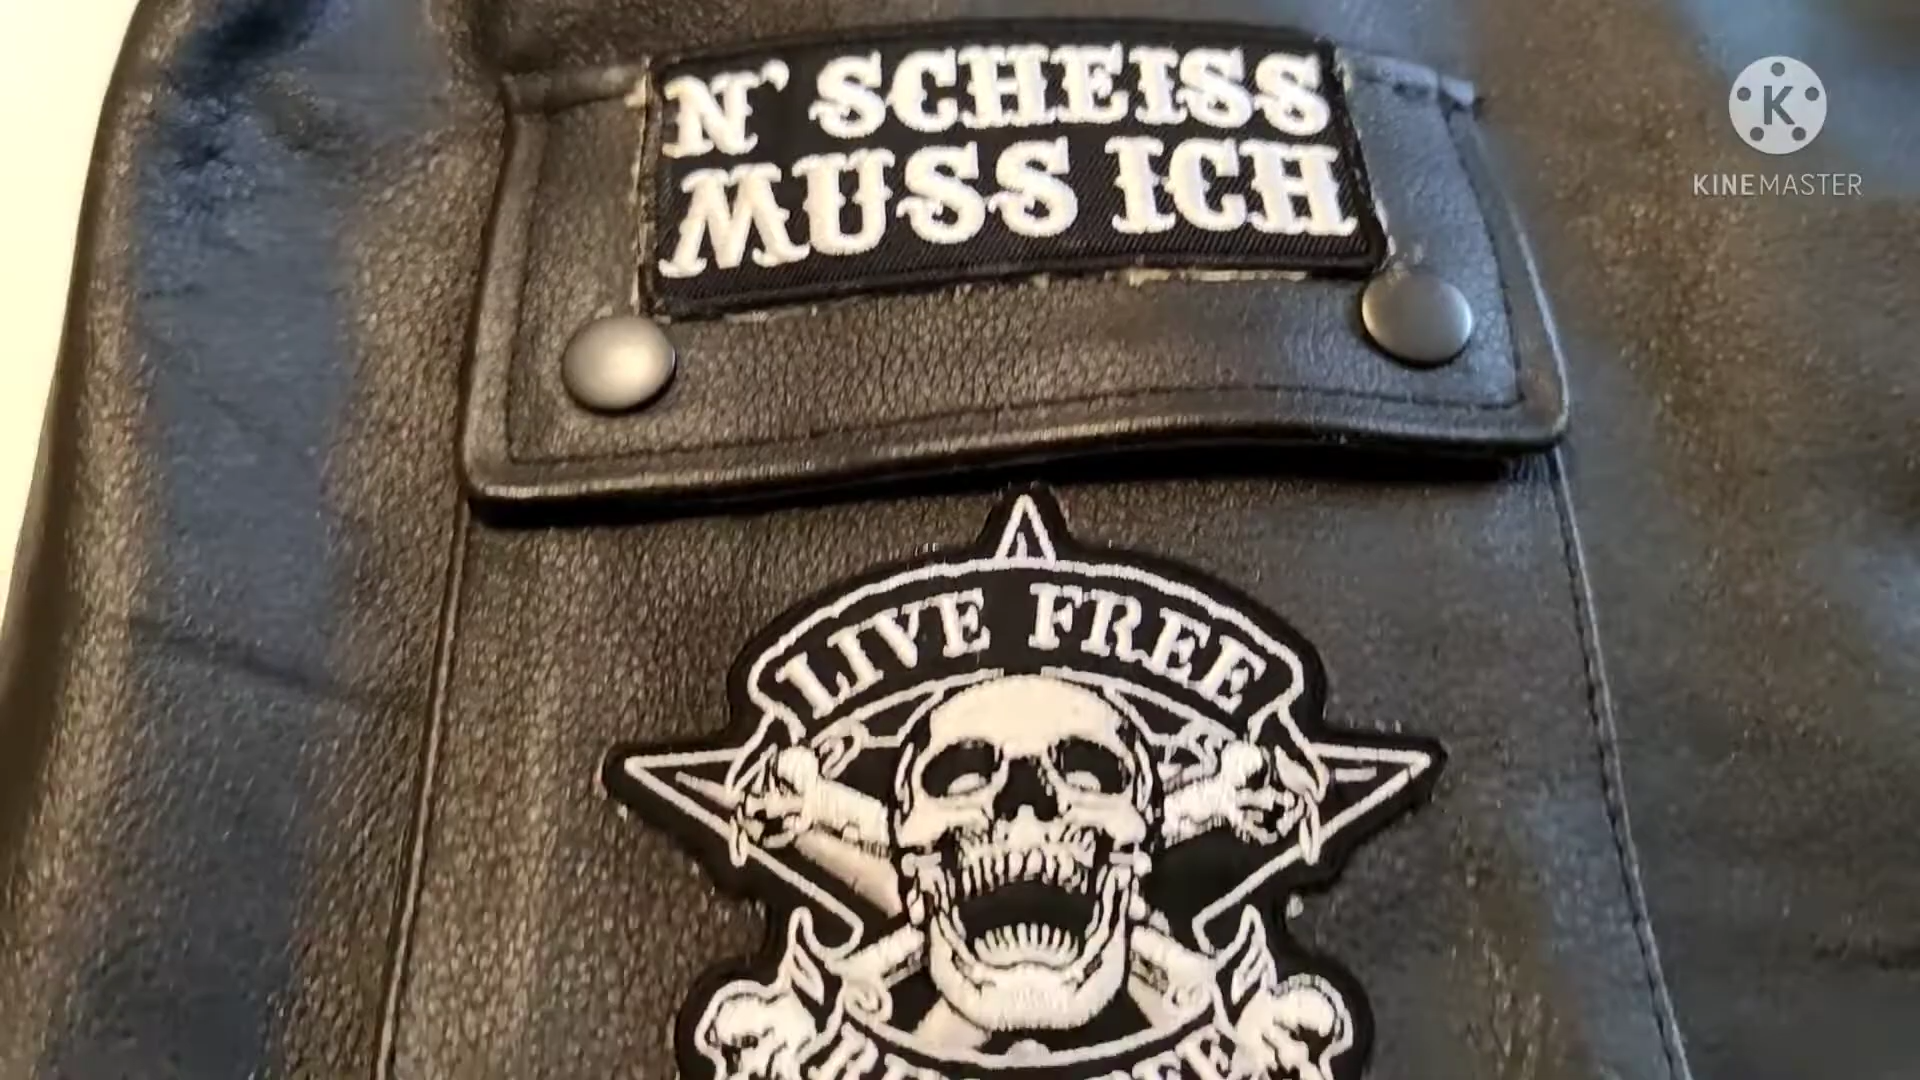 N' SCHEISS
MUSS ICH
K
KINEMASTER
LIVE FREE